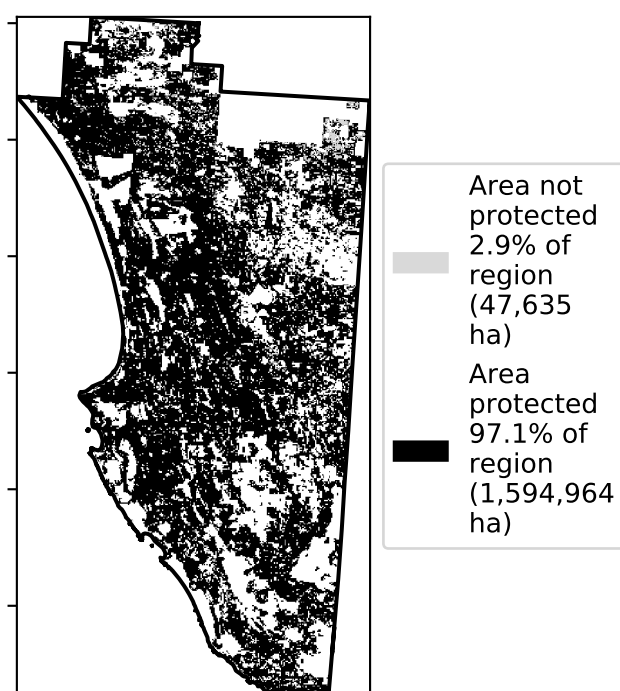 Area not
protected
2.9% of
region
(47,635
ha)
Area
protected
97.1% of
region
(1,594,964
ha)